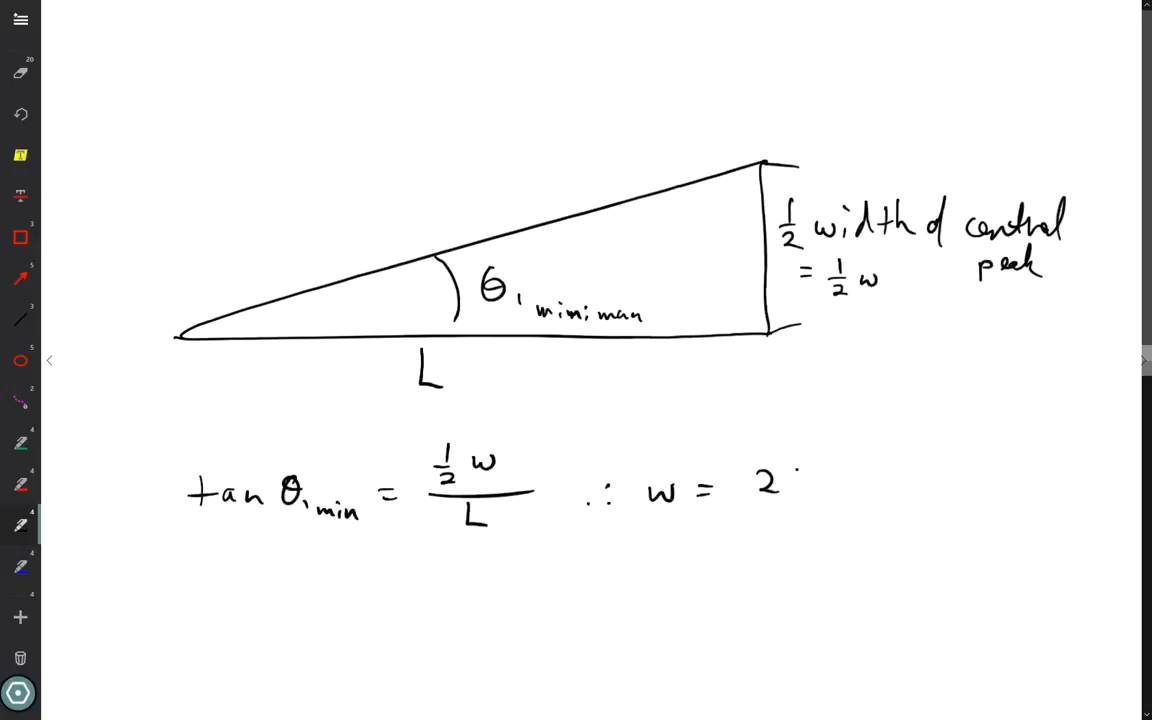 ½ width of central
peak
= ½ w
θ₁ minimum
L
tan θ₁ min = ½ w / L ∴ w = 2